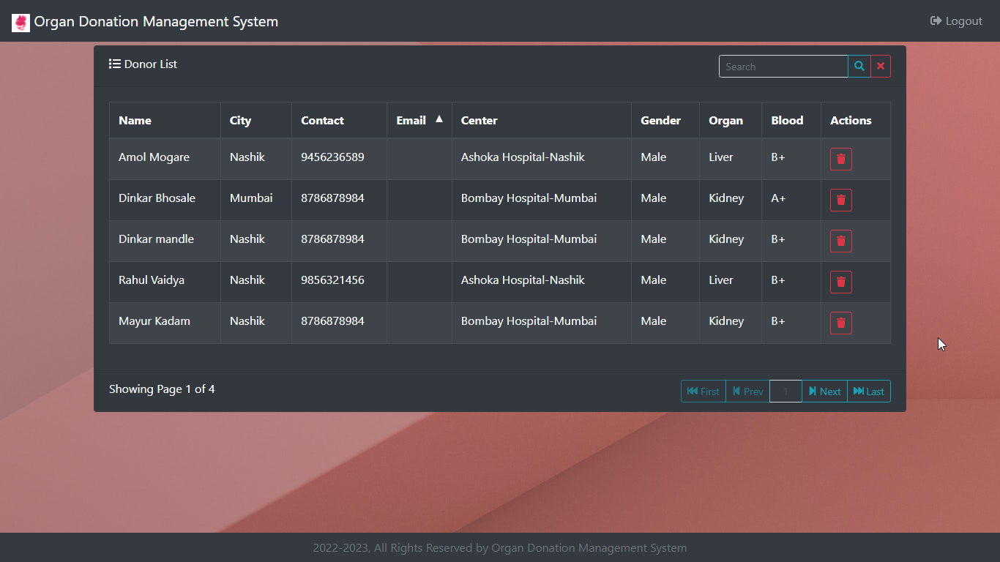 Organ Donation Management System
Logout
Donor List
Search
Name City Contact Email ▲ Center Gender Organ Blood Actions
Amol Mogare Nashik 9456236589 Ashoka Hospital-Nashik Male Liver B+
Dinkar Bhosale Mumbai 8786878984 Bombay Hospital-Mumbai Male Kidney A+
Dinkar mandle Nashik 8786878984 Bombay Hospital-Mumbai Male Kidney B+
Rahul Vaidya Nashik 9856321456 Ashoka Hospital-Nashik Male Liver B+
Mayur Kadam Nashik 8786878984 Bombay Hospital-Mumbai Male Kidney B+
Showing Page 1 of 4
First Prev 1 Next Last
2022-2023, All Rights Reserved by Organ Donation Management System